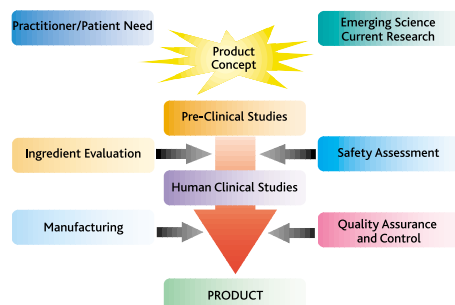 Practitioner/Patient Need
Emerging Science
Current Research
Product
Concept
Pre-Clinical Studies
Ingredient Evaluation
Safety Assessment
Human Clinical Studies
Manufacturing
Quality Assurance
and Control
PRODUCT